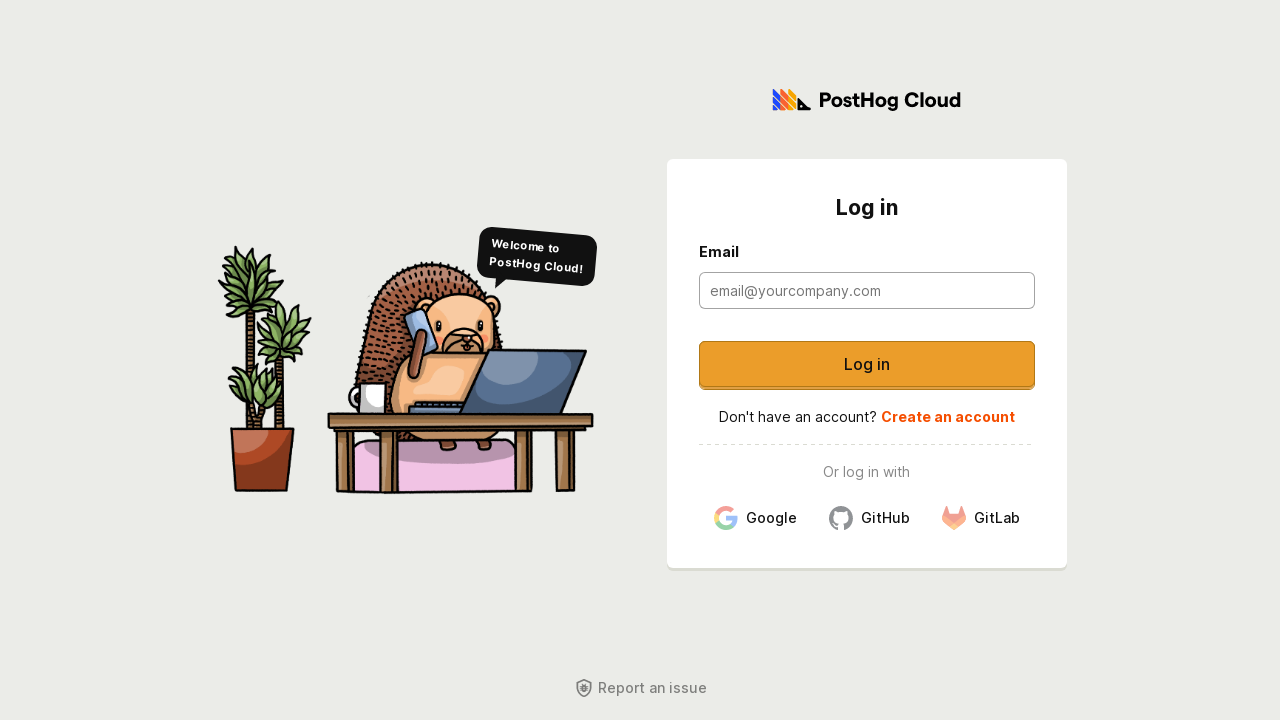 PostHog Cloud
Welcome to
PostHog Cloud!
Log in
Email
email@yourcompany.com
Log in
Don't have an account? Create an account
Or log in with
Google
GitHub
GitLab
Report an issue